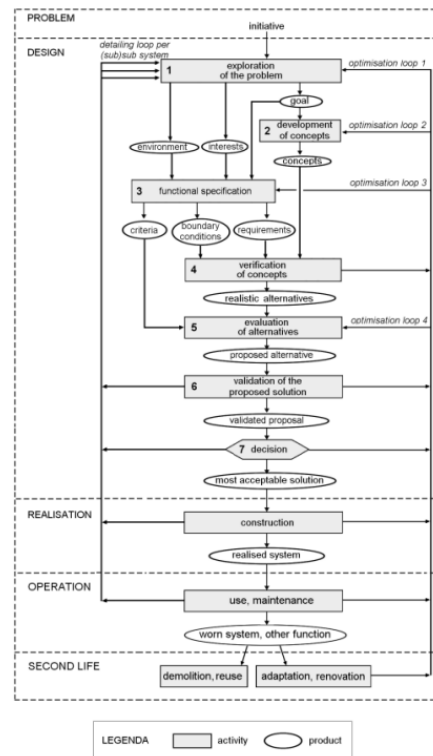 PROBLEM
initiative
DESIGN
detailing loop per
(sub)sub system
1 exploration
of the problem
optimisation loop 1
goal
2 development
of concepts
optimisation loop 2
environment
interests
concepts
3 functional specification
optimisation loop 3
criteria
boundary
conditions
requirements
4 verification
of concepts
realistic alternatives
5 evaluation
of alternatives
optimisation loop 4
proposed alternative
6 validation of the
proposed solution
validated proposal
7 decision
most acceptable solution
REALISATION
construction
realised system
OPERATION
use, maintenance
worn system, other function
SECOND LIFE
demolition, reuse
adaptation, renovation
LEGENDA
activity
product